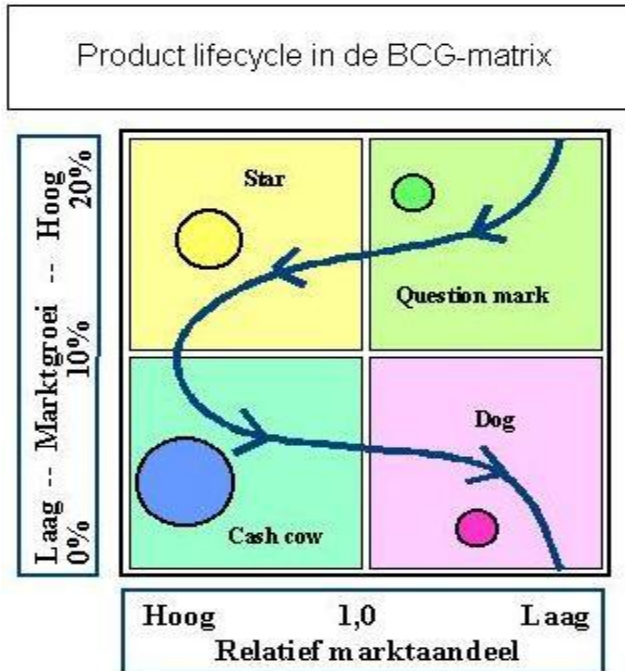 Product lifecycle in de BCG-matrix
Laag -- Marktgroei -- Hoog
0% 10% 20%
Star
Question mark
Cash cow
Dog
Hoog 1,0 Laag
Relatief marktaandeel